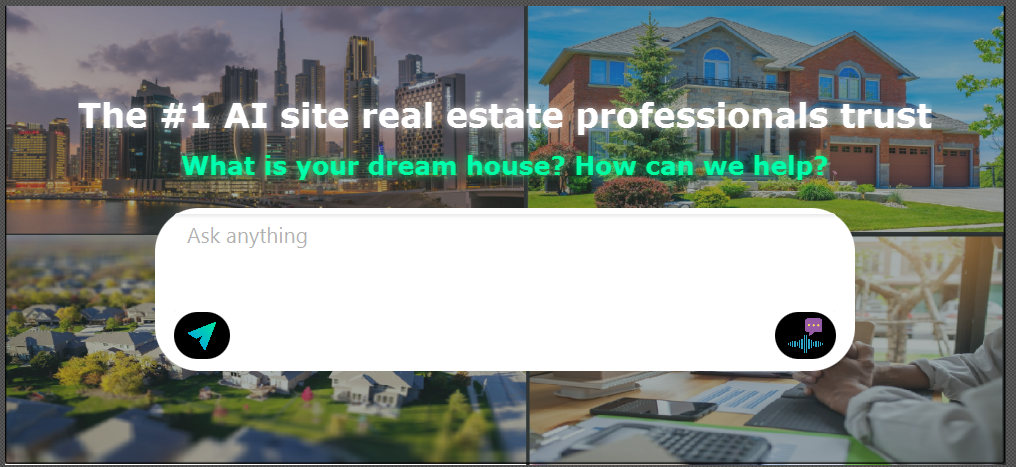 The #1 AI site real estate professionals trust
What is your dream house? How can we help?
Ask anything